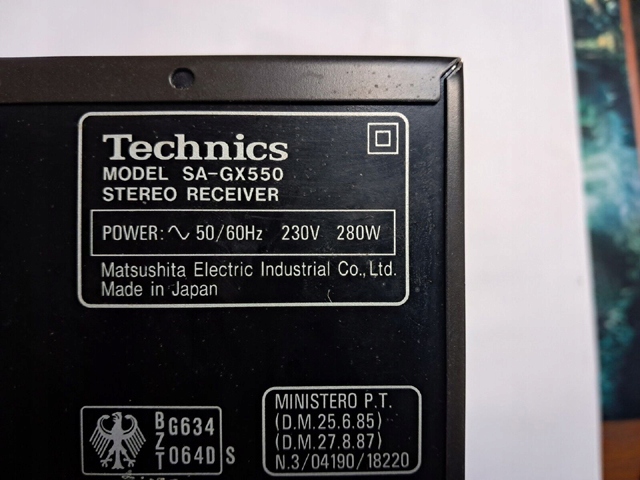 Technics
MODEL SA-GX550
STEREO RECEIVER
POWER: 50/60Hz 230V 280W
Matsushita Electric Industrial Co., Ltd.
Made in Japan
BZT
G634
064D S
MINISTERO P.T.
(D.M.25.6.85)
(D.M.27.8.87)
N.3/04190/18220